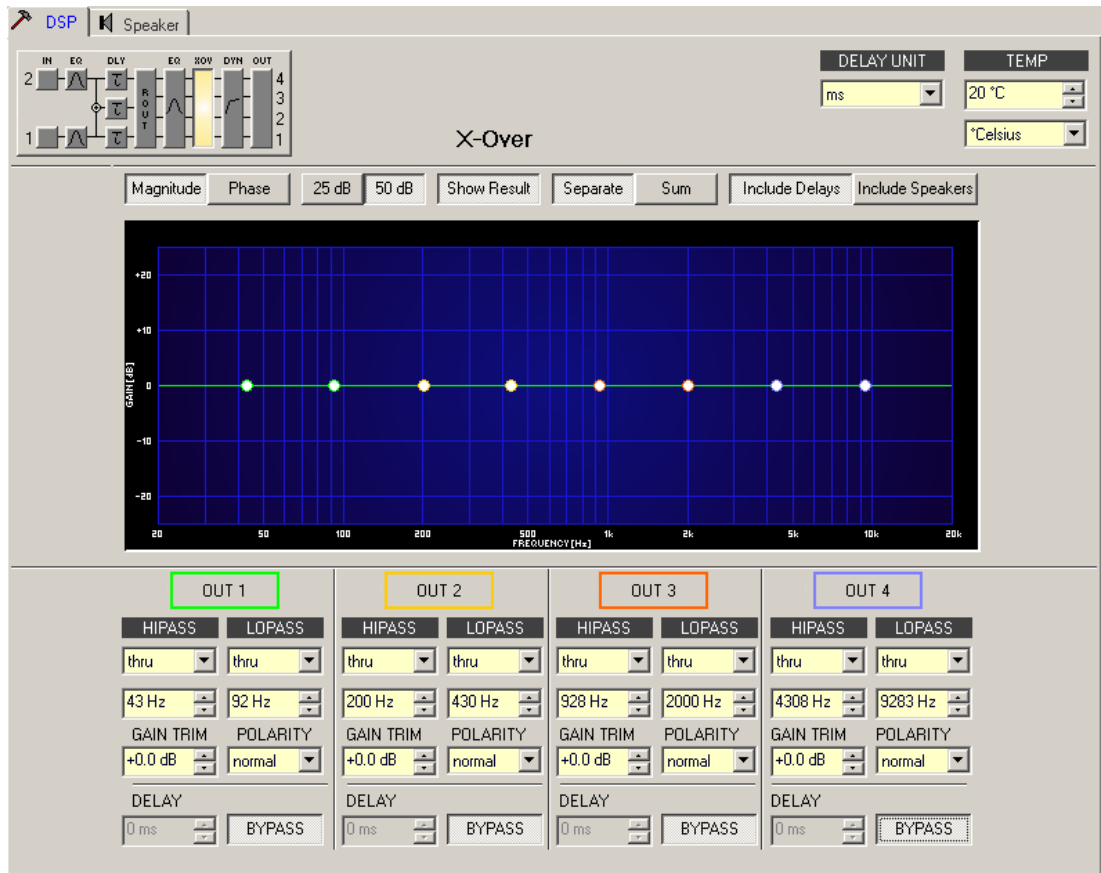 DSP Speaker
IN EQ DLY EQ XOV DYN OUT
2 τ 4
τ ROUT 3
2
1 τ 1
X-Over
DELAY UNIT TEMP
ms 20 °C
°Celsius
Magnitude Phase 25 dB 50 dB Show Result Separate Sum Include Delays Include Speakers
+20
+10
0
-10
-20
GAIN[dB]
20 50 100 200 500 1k 2k 5k 10k 20k
FREQUENCY[Hz]
OUT 1 OUT 2 OUT 3 OUT 4
HIPASS LOPASS HIPASS LOPASS HIPASS LOPASS HIPASS LOPASS
thru thru thru thru thru thru thru thru
43 Hz 92 Hz 200 Hz 430 Hz 928 Hz 2000 Hz 4308 Hz 9283 Hz
GAIN TRIM POLARITY GAIN TRIM POLARITY GAIN TRIM POLARITY GAIN TRIM POLARITY
+0.0 dB normal +0.0 dB normal +0.0 dB normal +0.0 dB normal
DELAY DELAY DELAY DELAY
0 ms BYPASS 0 ms BYPASS 0 ms BYPASS 0 ms BYPASS